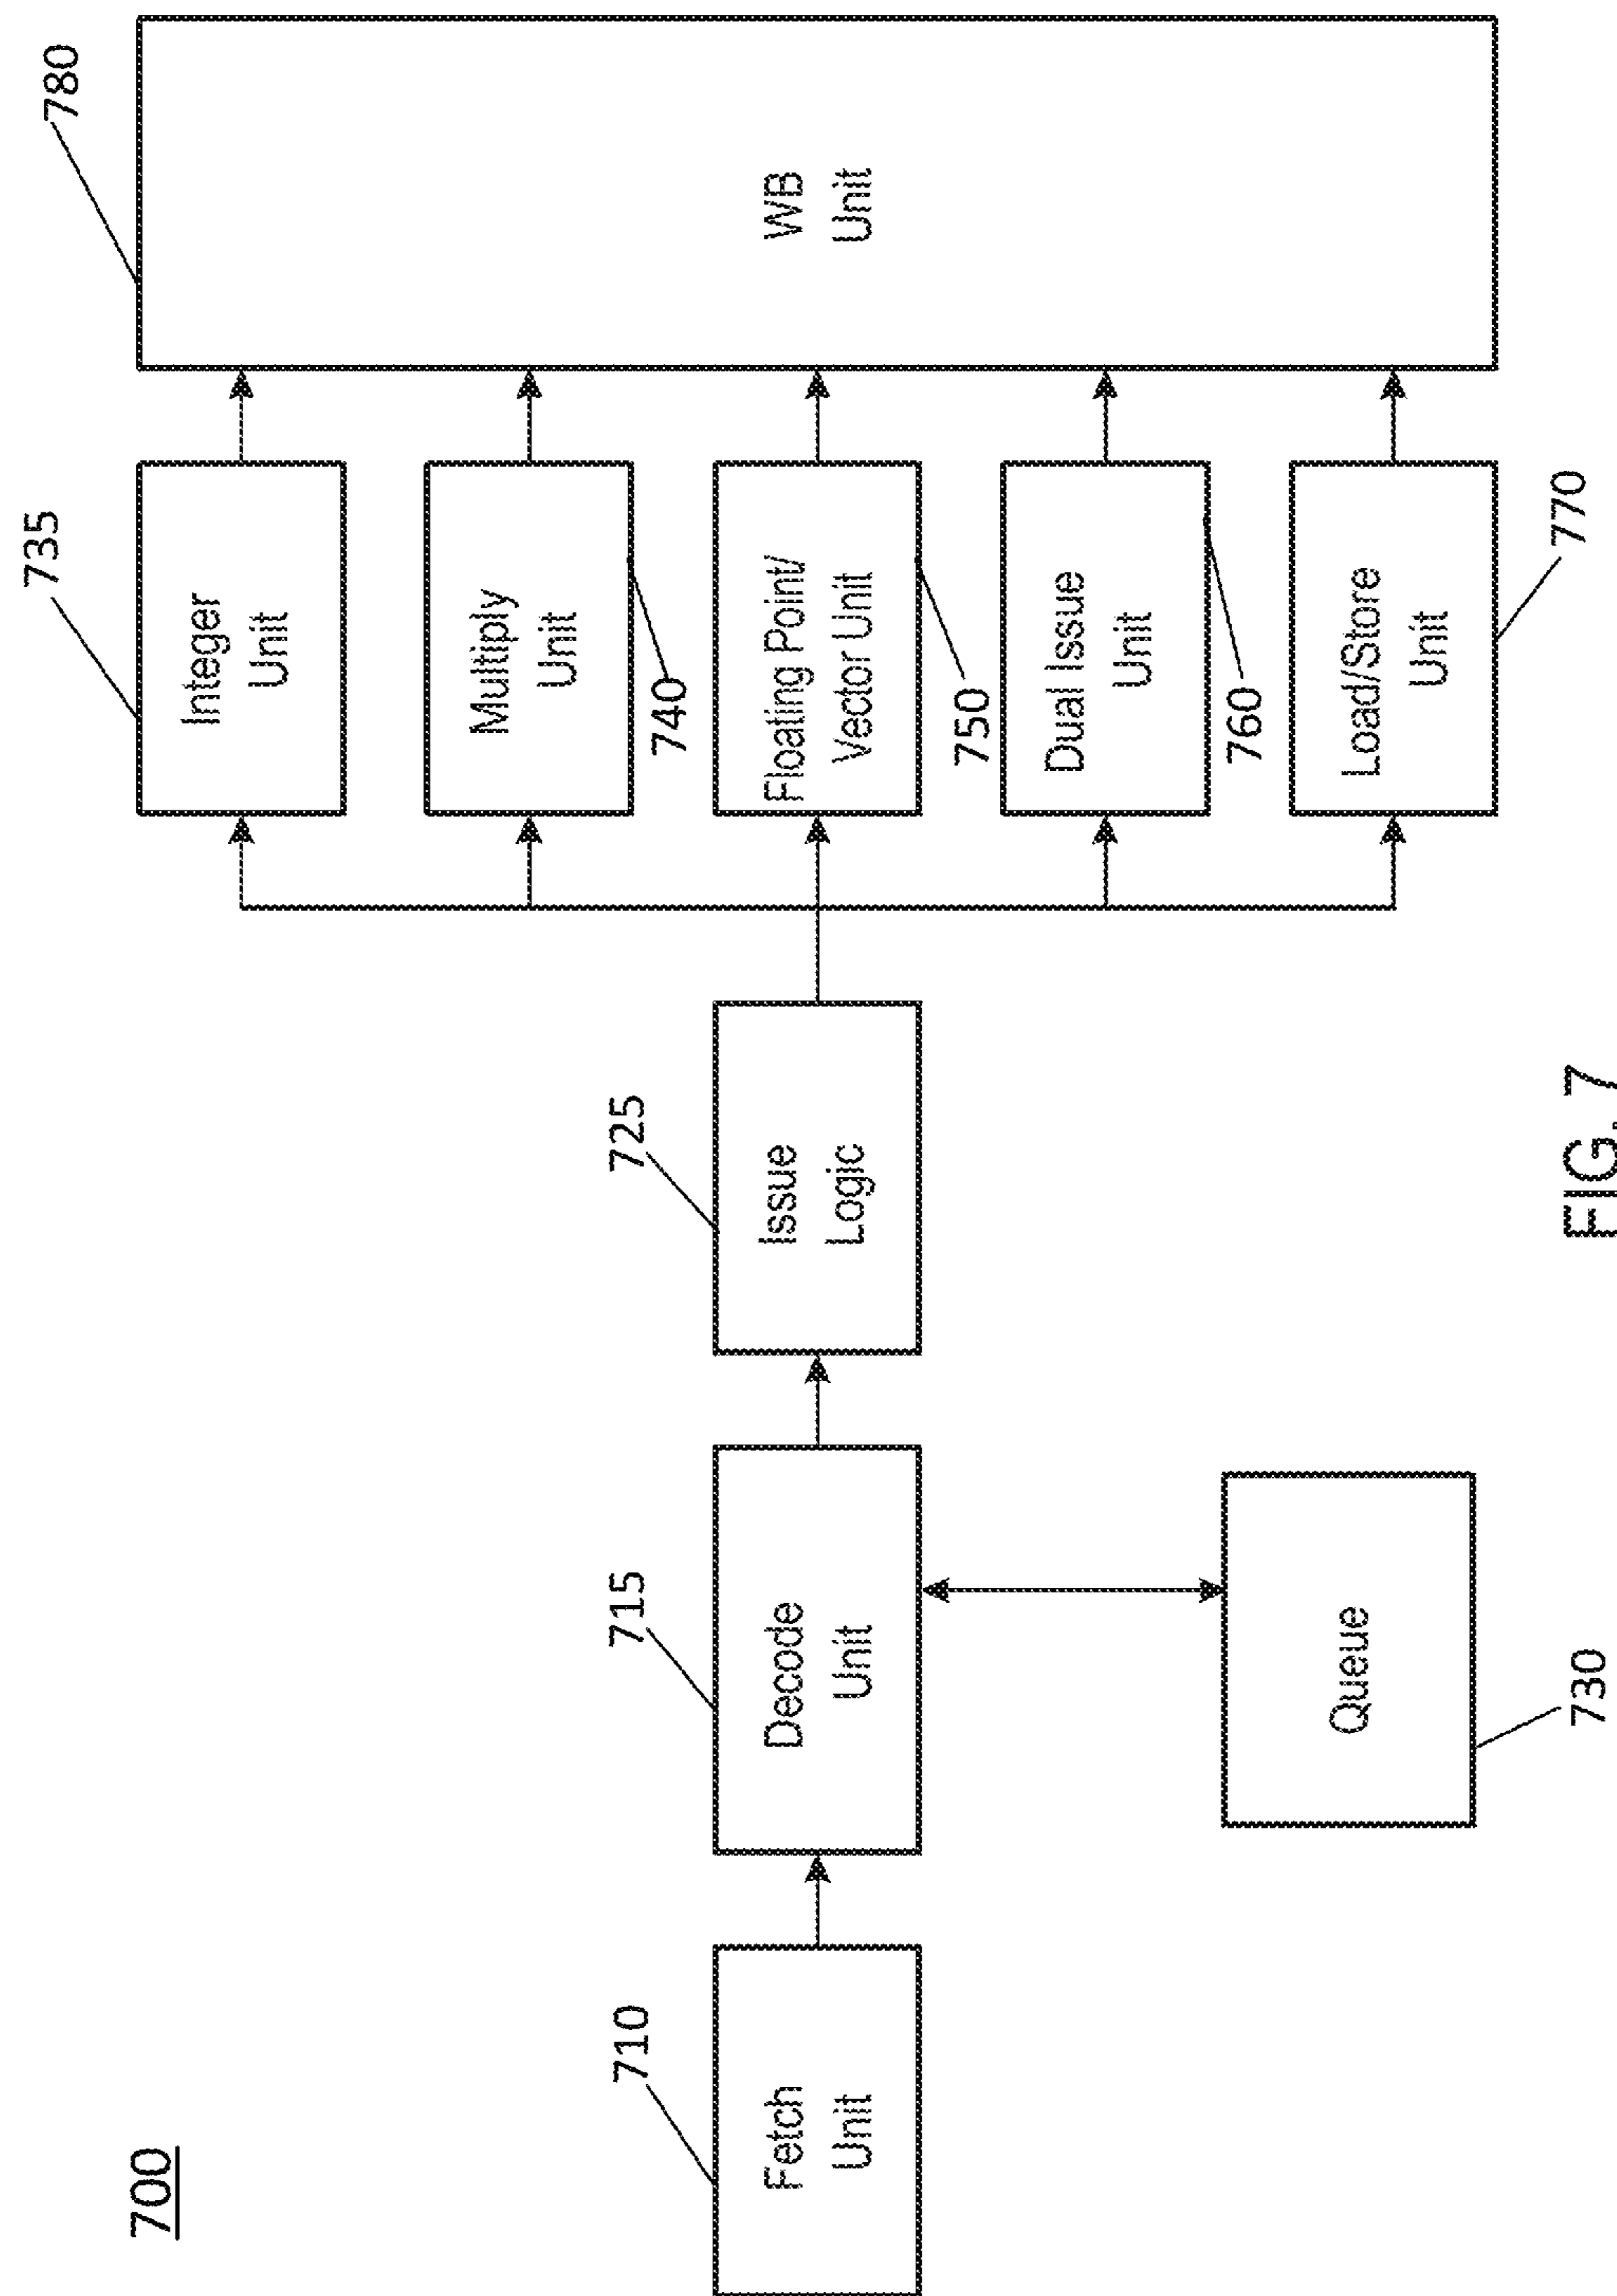 700
710
Fetch
Unit
715
Decode
Unit
730
Queue
725
Issue
Logic
735
Integer
Unit
740
Multiply
Unit
750
Floating Point/
Vector Unit
760
Dual Issue
Unit
770
Load/Store
Unit
780
WB
Unit
FIG. 7